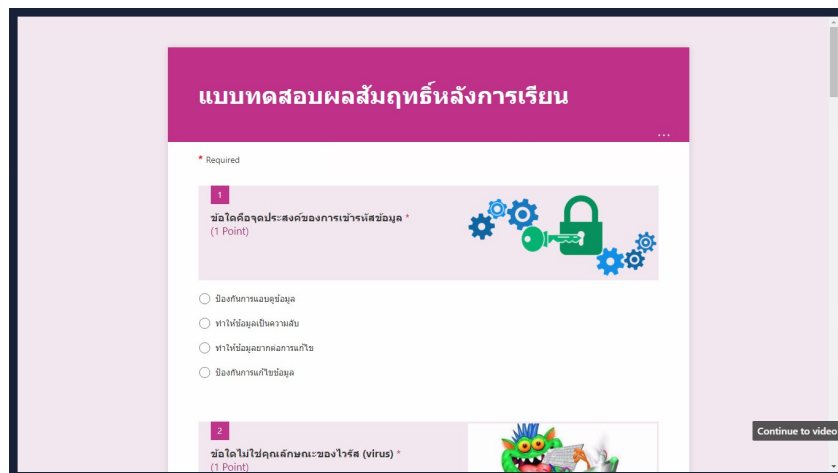 แบบทดสอบผลสัมฤทธิ์หลังการเรียน
...
* Required
1
ข้อใดคือจุดประสงค์ของการเข้ารหัสข้อมูล *
(1 Point)
ป้องกันการแอบดูข้อมูล
ทำให้ข้อมูลเป็นความลับ
ทำให้ข้อมูลยากต่อการแก้ไข
ป้องกันการแก้ไขข้อมูล
2
ข้อใดไม่ใช่คุณลักษณะของไวรัส (virus) *
(1 Point)
Continue to video